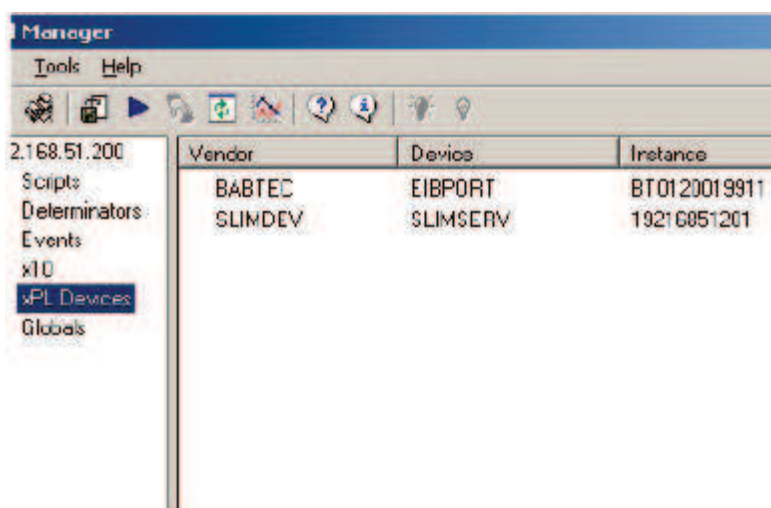 Manager
Tools Help
2.168.51.200
Vendor Device Instance
Scripts
BABTEC EIBPORT BT0120019911
Determinators
SLIMDEV SLIMSERV 19216851201
Events
x10
xPL Devices
Globals